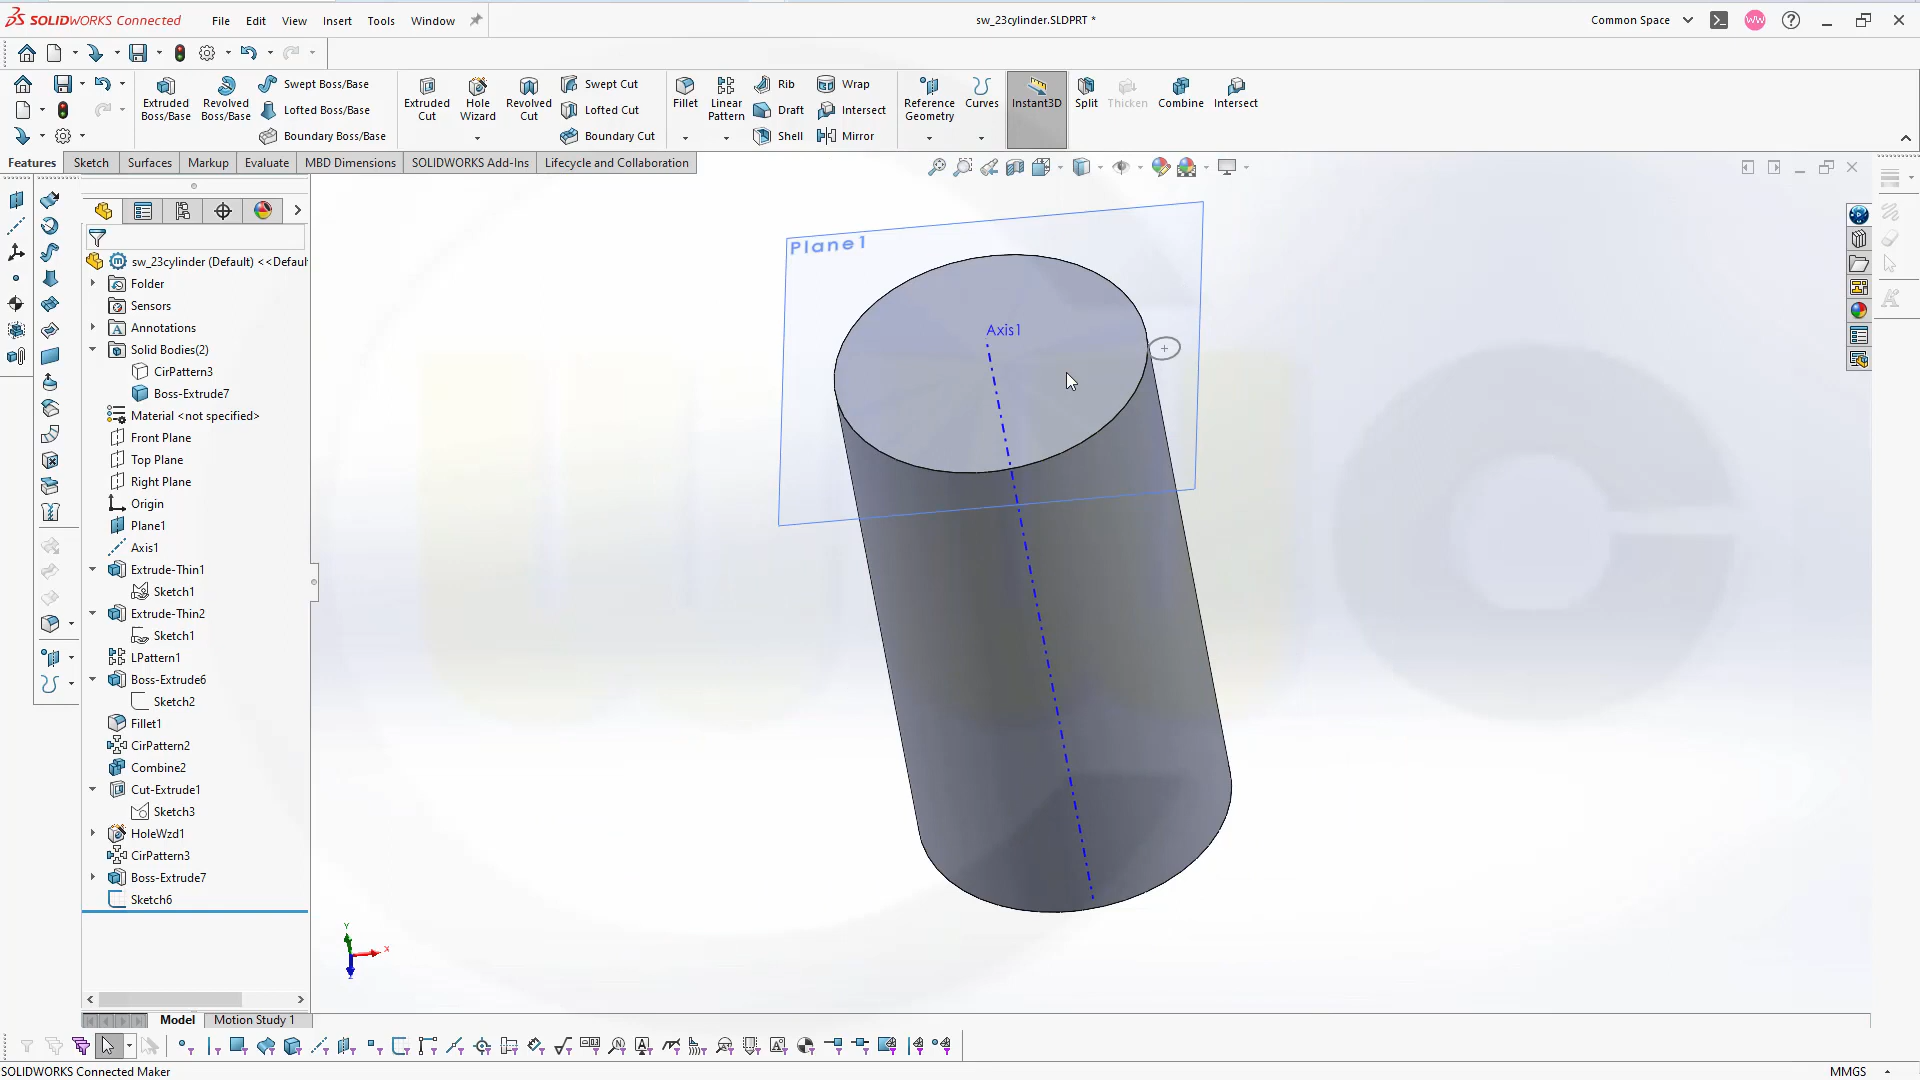 SOLIDWORKS Connected
File Edit View Insert Tools Window
sw_23cylinder.SLDPRT *
Common Space
WW
Extruded Boss/Base
Revolved Boss/Base
Swept Boss/Base
Lofted Boss/Base
Boundary Boss/Base
Extruded Cut
Hole Wizard
Revolved Cut
Swept Cut
Lofted Cut
Boundary Cut
Fillet
Linear Pattern
Rib
Draft
Shell
Wrap
Intersect
Mirror
Reference Geometry
Curves
Instant3D
Split
Thicken
Combine
Intersect
Features Sketch Surfaces Markup Evaluate MBD Dimensions SOLIDWORKS Add-Ins Lifecycle and Collaboration
sw_23cylinder (Default) <<Defaul
Folder
Sensors
Annotations
Solid Bodies(2)
CirPattern3
Boss-Extrude7
Material <not specified>
Front Plane
Top Plane
Right Plane
Origin
Plane1
Axis1
Extrude-Thin1
Sketch1
Extrude-Thin2
Sketch1
LPattern1
Boss-Extrude6
Sketch2
Fillet1
CirPattern2
Combine2
Cut-Extrude1
Sketch3
HoleWzd1
CirPattern3
Boss-Extrude7
Sketch6
Plane1
Axis1
Y
X
Z
Model Motion Study 1
SOLIDWORKS Connected Maker
MMGS